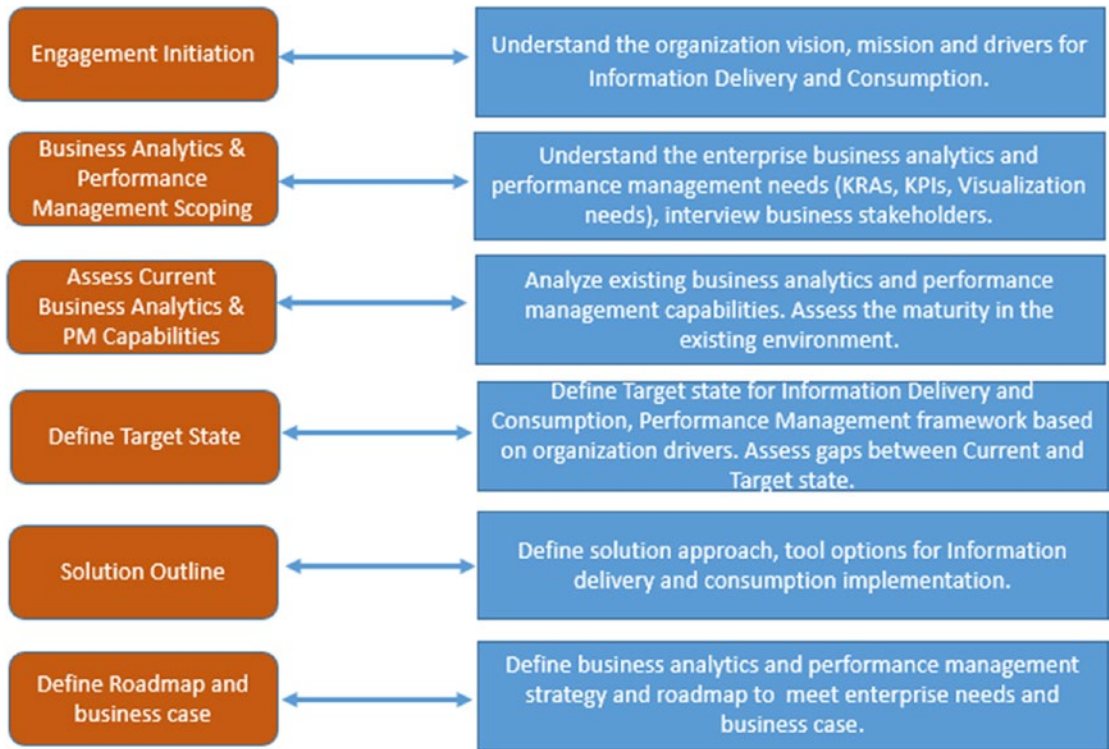 Engagement Initiation
Understand the organization vision, mission and drivers for
Information Delivery and Consumption.
Business Analytics &
Performance
Management Scoping
Understand the enterprise business analytics and
performance management needs (KRAs, KPIs, Visualization
needs), interview business stakeholders.
Assess Current
Business Analytics &
PM Capabilities
Analyze existing business analytics and performance
management capabilities. Assess the maturity in the
existing environment.
Define Target State
Define Target state for Information Delivery and
Consumption, Performance Management framework based
on organization drivers. Assess gaps between Current and
Target state.
Solution Outline
Define solution approach, tool options for Information
delivery and consumption implementation.
Define Roadmap and
business case
Define business analytics and performance management
strategy and roadmap to  meet enterprise needs and
business case.